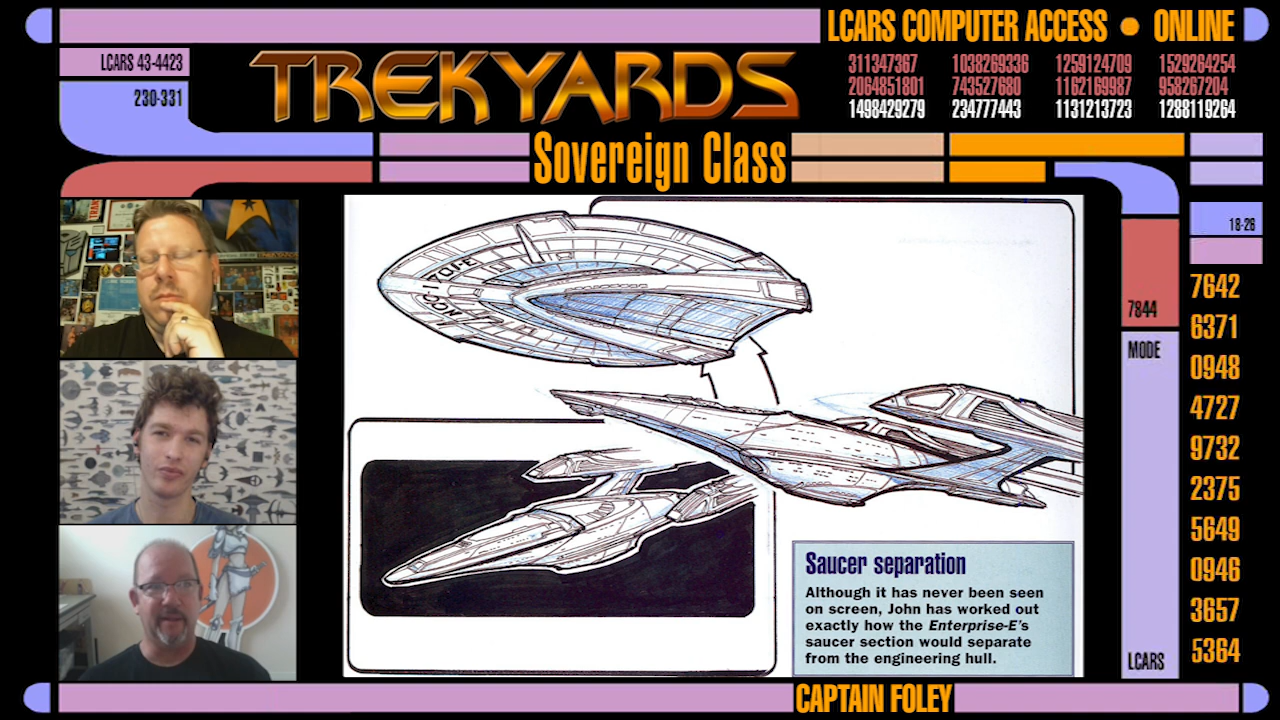 LCARS COMPUTER ACCESS • ONLINE
LCARS 43-4423
230-331
TREKYARDS
311347367 1038269336 1259124709 1529264254
2064851801 743527680 1162169987 958267204
1498429279 234777443 1131213723 1288119264
Sovereign Class
18-26
7844
MODE
7642
6371
0948
4727
9732
2375
5649
0946
3657
5364
Saucer separation
Although it has never been seen
on screen, John has worked out
exactly how the Enterprise-E's
saucer section would separate
from the engineering hull.
LCARS
CAPTAIN FOLEY